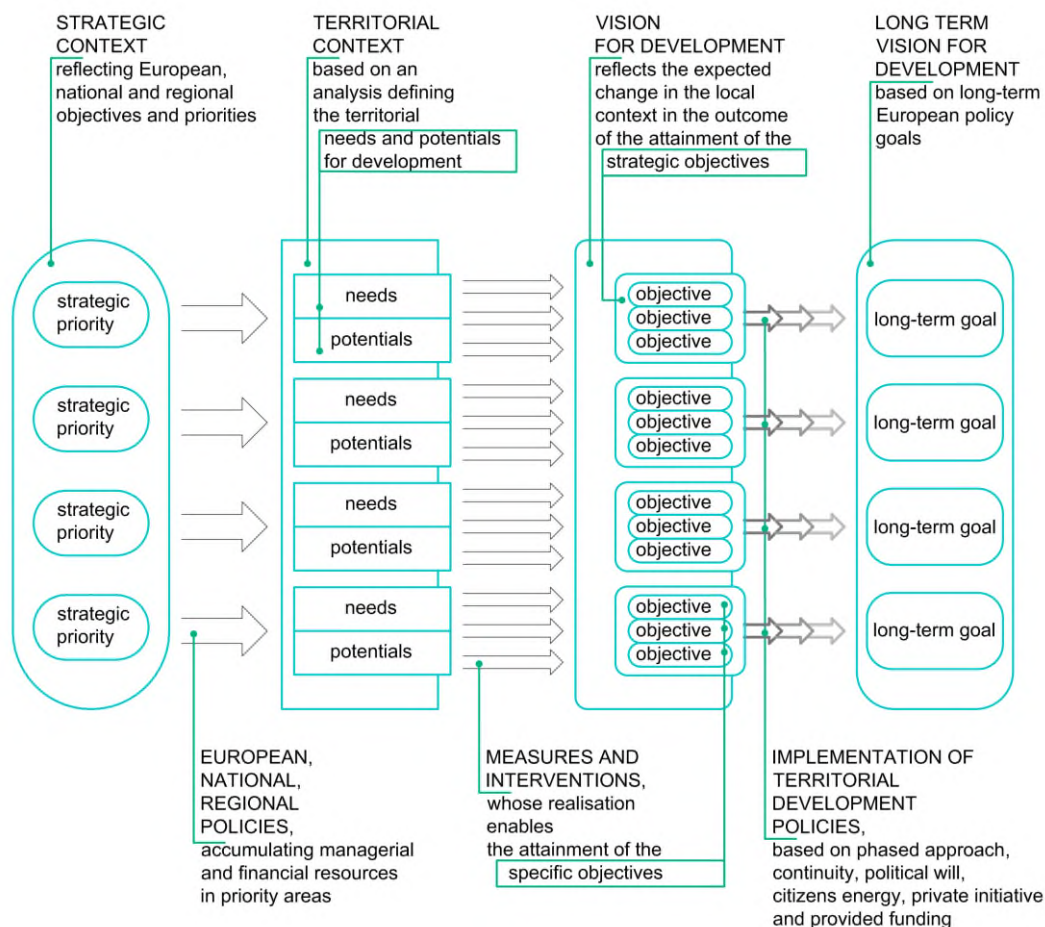 STRATEGIC
CONTEXT
reflecting European,
national and regional
objectives and priorities
TERRITORIAL
CONTEXT
based on an
analysis defining
the territorial
needs and potentials
for development
VISION
FOR DEVELOPMENT
reflects the expected
change in the local
context in the outcome
of the attainment of the
strategic objectives
LONG TERM
VISION FOR
DEVELOPMENT
based on long-term
European policy
goals
strategic
priority
needs
potentials
objective
objective
objective
long-term goal
strategic
priority
needs
potentials
objective
objective
objective
long-term goal
strategic
priority
needs
potentials
objective
objective
objective
long-term goal
strategic
priority
needs
potentials
objective
objective
objective
long-term goal
EUROPEAN,
NATIONAL,
REGIONAL
POLICIES,
accumulating managerial
and financial resources
in priority areas
MEASURES AND
INTERVENTIONS,
whose realisation
enables
the attainment of the
specific objectives
IMPLEMENTATION OF
TERRITORIAL
DEVELOPMENT
POLICIES,
based on phased approach,
continuity, political will,
citizens energy, private initiative
and provided funding